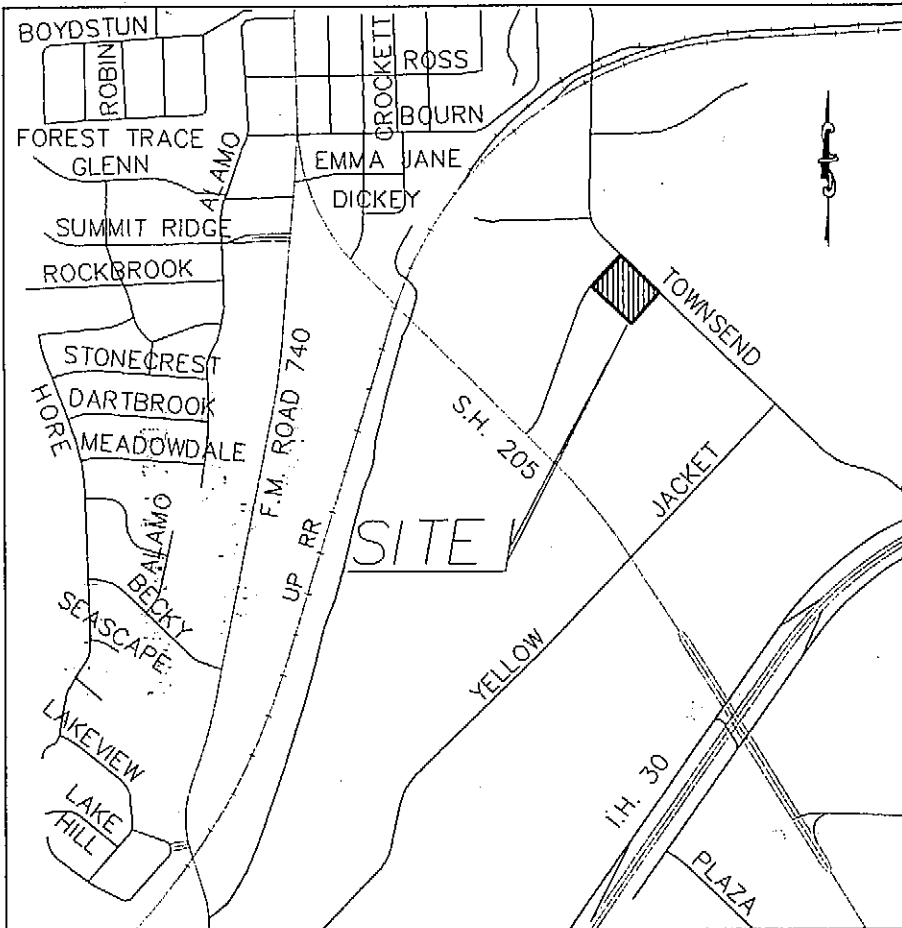 BOYDSTUN
ROBIN
CROCKETT
ROSS
BOURN
FOREST TRACE
GLENN
ALAMO
EMMA JANE
DICKEY
SUMMIT RIDGE
ROCKBROOK
TOWNSEND
STONECREST
HORE
DARTBROOK
MEADOWDALE
F.M. ROAD 740
S.H. 205
JACKET
ALAMO
UP RR
SITE
BECKY
SEASCAPE
YELLOW
LAKEVIEW
LAKE
HILL
I.H. 30
PLAZA